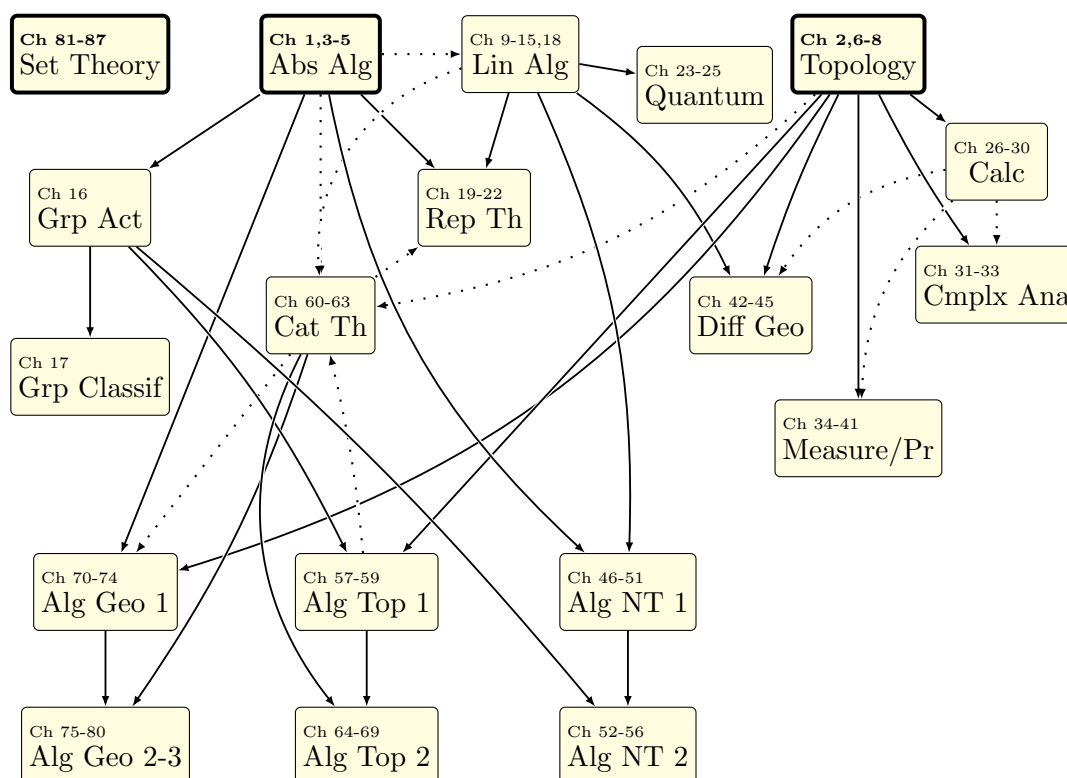 Ch 81-87
Set Theory
Ch 1,3-5
Abs Alg
Ch 9-15,18
Lin Alg
Ch 23-25
Quantum
Ch 2,6-8
Topology
Ch 26-30
Calc
Ch 16
Grp Act
Ch 19-22
Rep Th
Ch 31-33
Cmplx Ana
Ch 60-63
Cat Th
Ch 42-45
Diff Geo
Ch 17
Grp Classif
Ch 34-41
Measure/Pr
Ch 70-74
Alg Geo 1
Ch 57-59
Alg Top 1
Ch 46-51
Alg NT 1
Ch 75-80
Alg Geo 2-3
Ch 64-69
Alg Top 2
Ch 52-56
Alg NT 2